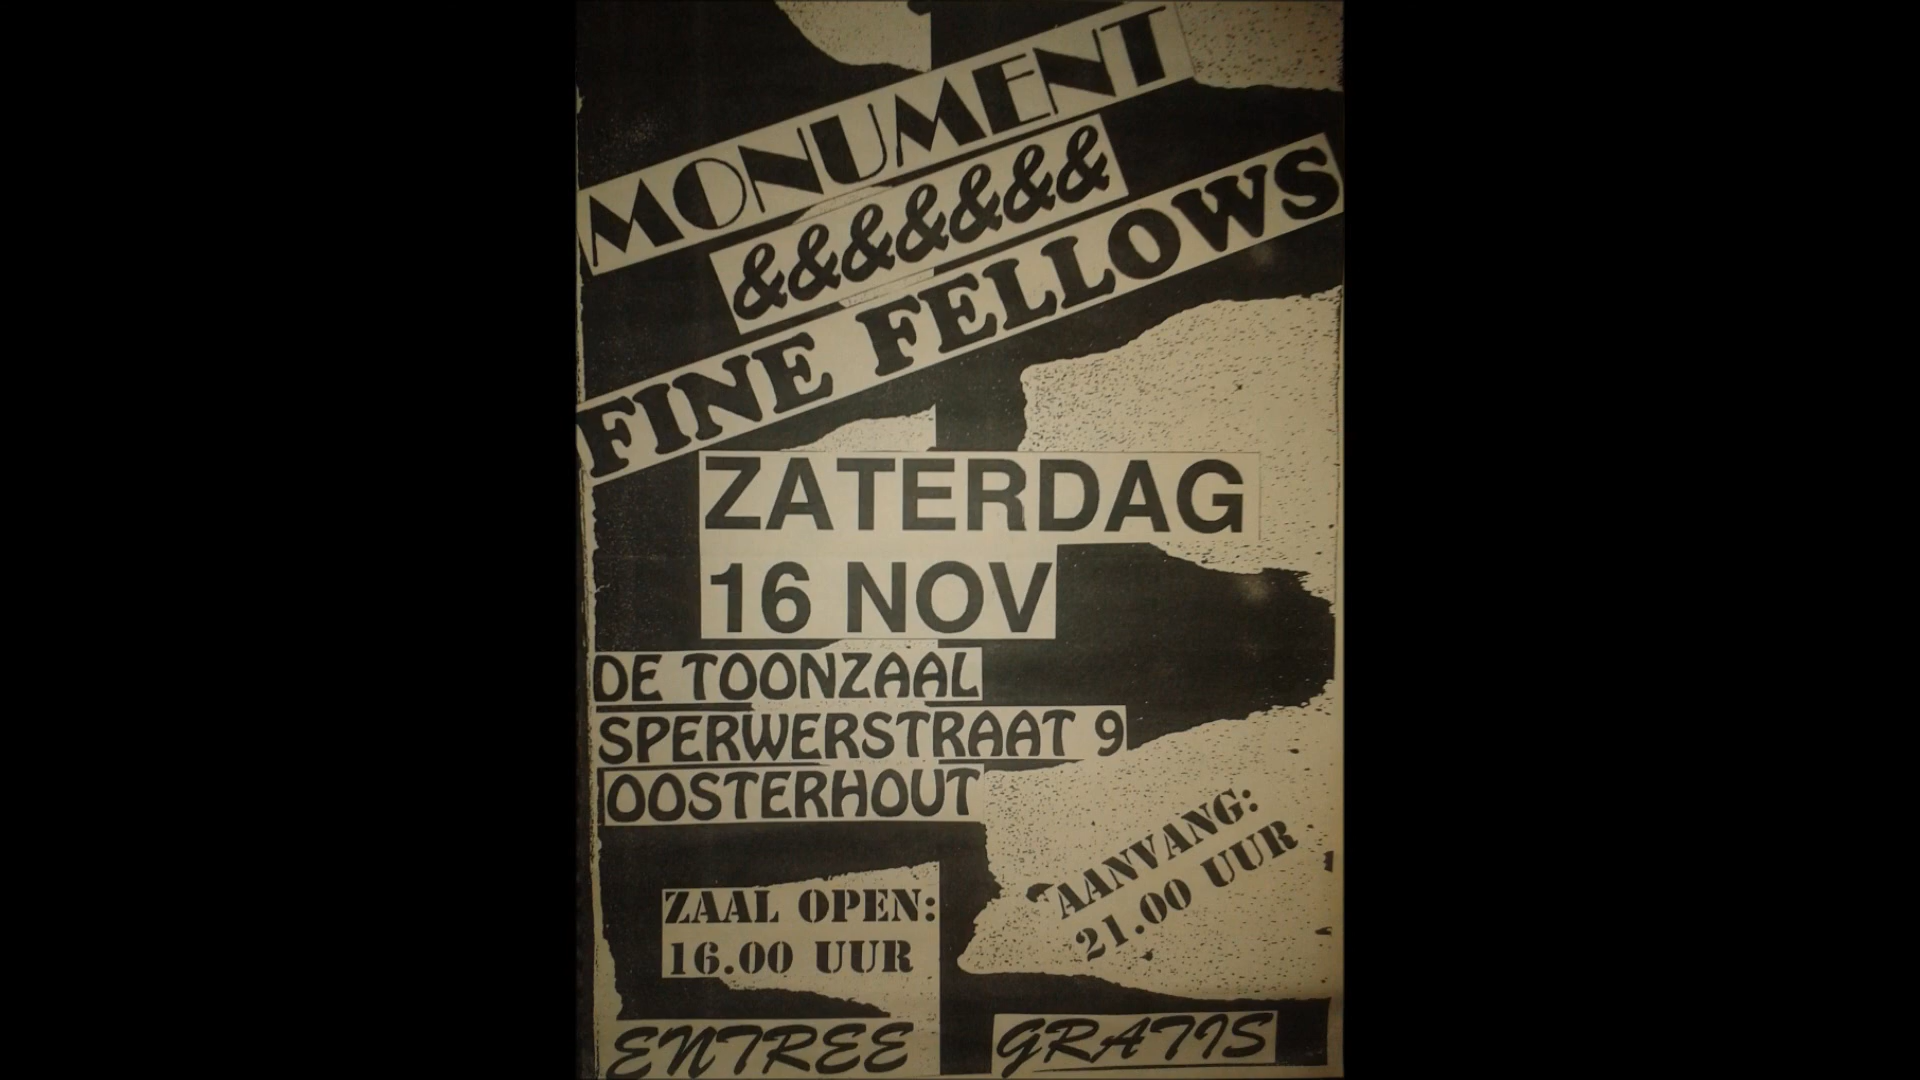 MONUMENT
&&&&&&&
FINE FELLOWS
ZATERDAG
16 NOV
DE TOONZAAL
SPERWERSTRAAT 9
OOSTERHOUT
ZAAL OPEN:
16.00 UUR
AANVANG:
21.00 UUR
ENTREE GRATIS